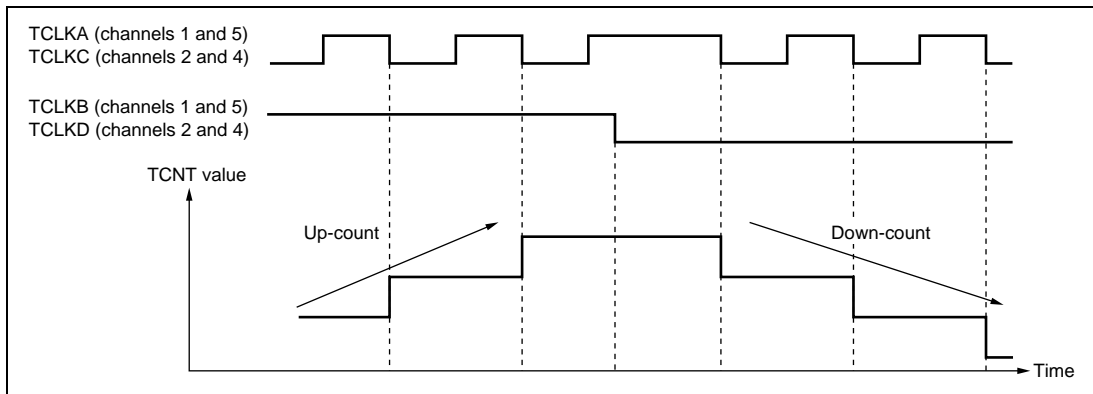 TCLKA (channels 1 and 5)
TCLKC (channels 2 and 4)
TCLKB (channels 1 and 5)
TCLKD (channels 2 and 4)
TCNT value
Up-count
Down-count
Time